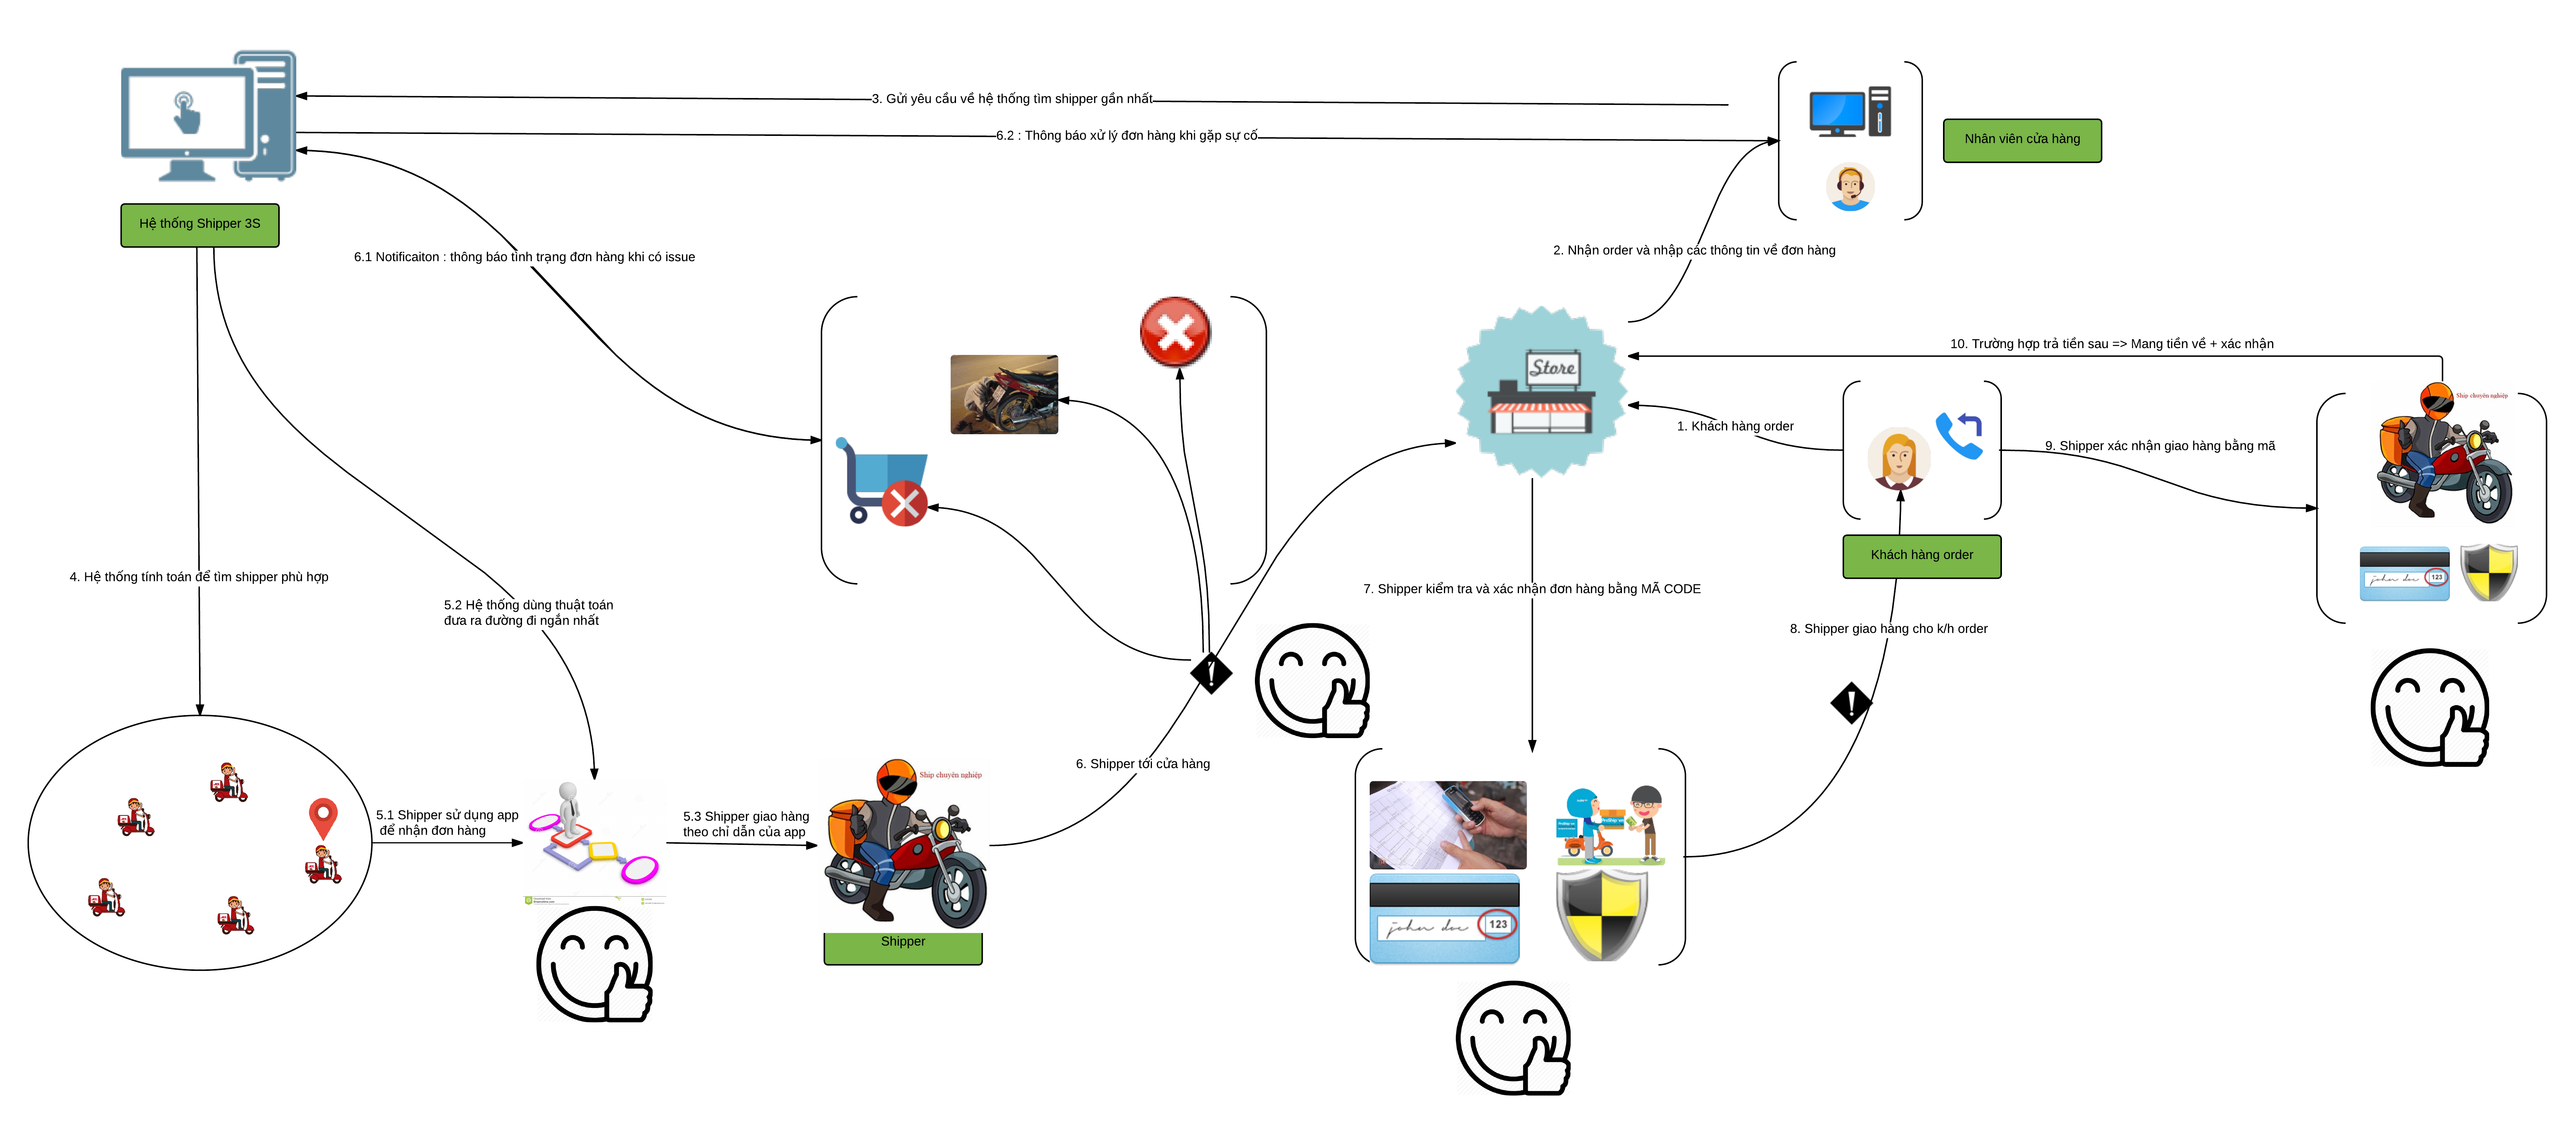 3. Gửi yêu cầu về hệ thống tìm shipper gần nhất
6.2 : Thông báo xử lý đơn hàng khi gặp sự cố
Nhân viên cửa hàng
Hệ thống Shipper 3S
6.1 Notificaiton : thông báo tình trạng đơn hàng khi có issue
2. Nhận order và nhập các thông tin về đơn hàng
10. Trường hợp trả tiền sau => Mang tiền về + xác nhận
Store
Ship chuyên nghiệp
1. Khách hàng order
9. Shipper xác nhận giao hàng bằng mã
Khách hàng order
4. Hệ thống tính toán để tìm shipper phù hợp
john doe
123
7. Shipper kiểm tra và xác nhận đơn hàng bằng MÃ CODE
5.2 Hệ thống dùng thuật toán
đưa ra đường đi ngắn nhất
8. Shipper giao hàng cho k/h order
6. Shipper tới cửa hàng
Ship chuyên nghiệp
5.1 Shipper sử dụng app
để nhận đơn hàng
5.3 Shipper giao hàng
theo chỉ dẫn của app
john doe
123
Shipper